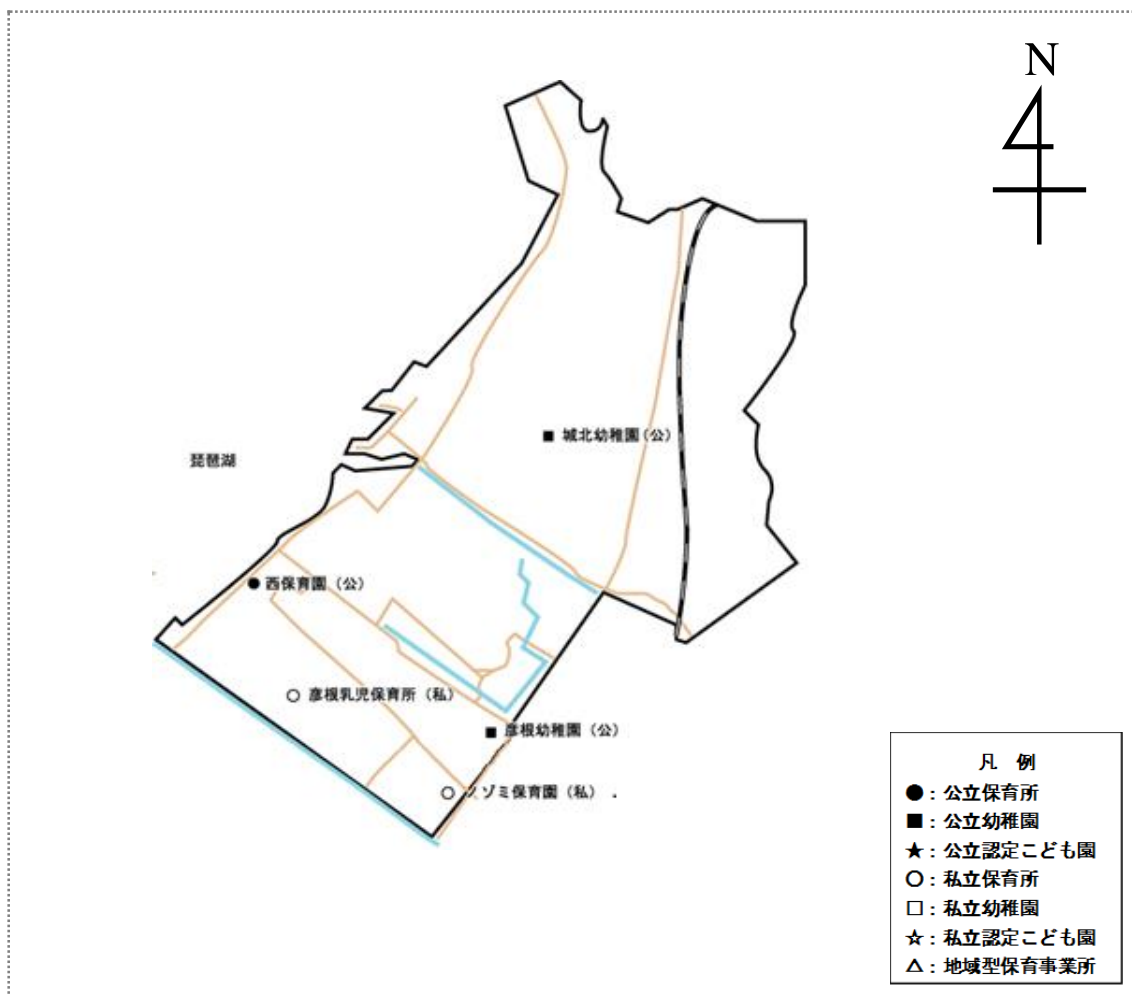 N
■ 城北幼稚園(公)
琵琶湖
● 西保育園(公)
○ 彦根乳児保育所(私)
■ 彦根幼稚園(公)
○ ノゾミ保育園(私) .
凡 例
●:公立保育所
■:公立幼稚園
★:公立認定こども園
○:私立保育所
□:私立幼稚園
☆:私立認定こども園
△:地域型保育事業所